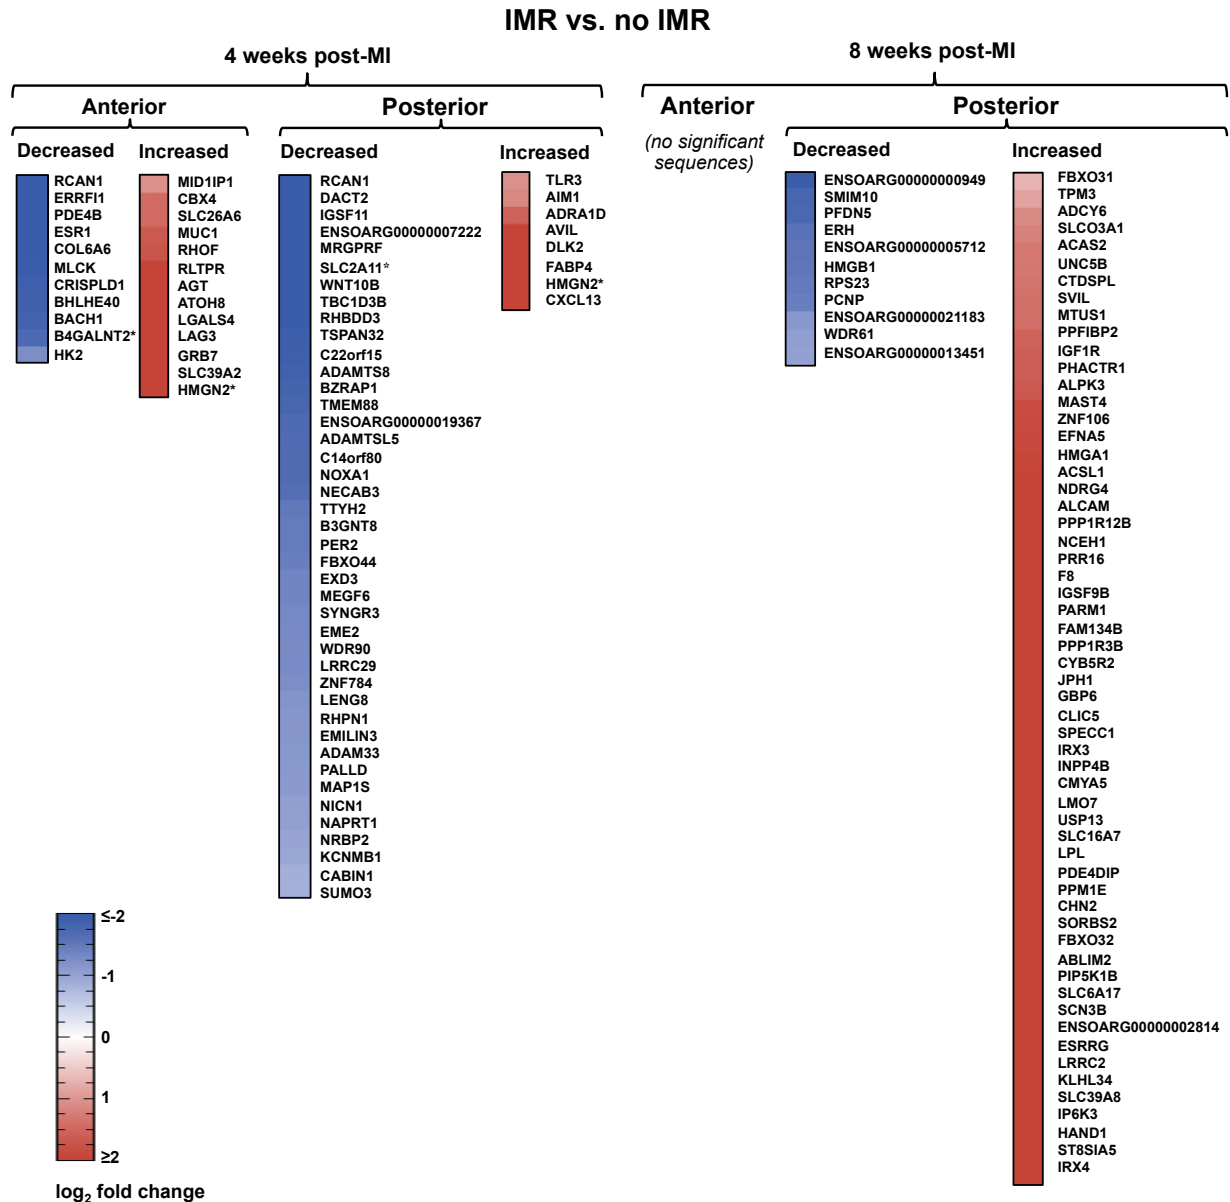 IMR vs. no IMR
4 weeks post-MI
Anterior
Decreased
RCAN1
ERRFI1
PDE4B
ESR1
COL6A6
MLCK
CRISPLD1
BHLHE40
BACH1
B4GALNT2*
HK2
Increased
MID1IP1
CBX4
SLC26A6
MUC1
RHOF
RLTPR
AGT
ATOH8
LGALS4
LAG3
GRB7
SLC39A2
HMGN2*
Posterior
Decreased
RCAN1
DACT2
IGSF11
ENSOARG00000007222
MRGPRF
SLC2A11*
WNT10B
TBC1D3B
RHBDD3
TSPAN32
C22orf15
ADAMTS8
BZRAP1
TMEM88
ENSOARG00000019367
ADAMTSL5
C14orf80
NOXA1
NECAB3
TTYH2
B3GNT8
PER2
FBXO44
EXD3
MEGF6
SYNGR3
EME2
WDR90
LRRC29
ZNF784
LENG8
RHPN1
EMILIN3
ADAM33
PALLD
MAP1S
NICN1
NAPRT1
NRBP2
KCNMB1
CABIN1
SUMO3
Increased
TLR3
AIM1
ADRA1D
AVIL
DLK2
FABP4
HMGN2*
CXCL13
8 weeks post-MI
Anterior
(no significant
sequences)
Posterior
Decreased
ENSOARG00000000949
SMIM10
PFDN5
ERH
ENSOARG00000005712
HMGB1
RPS23
PCNP
ENSOARG00000021183
WDR61
ENSOARG00000013451
Increased
FBXO31
TPM3
ADCY6
SLCO3A1
ACAS2
UNC5B
CTDSPL
SVIL
MTUS1
PPFIBP2
IGF1R
PHACTR1
ALPK3
MAST4
ZNF106
EFNA5
HMGA1
ACSL1
NDRG4
ALCAM
PPP1R12B
NCEH1
PRR16
F8
IGSF9B
PARM1
FAM134B
PPP1R3B
CYB5R2
JPH1
GBP6
CLIC5
SPECC1
IRX3
INPP4B
CMYA5
LMO7
USP13
SLC16A7
LPL
PDE4DIP
PPM1E
CHN2
SORBS2
FBXO32
ABLIM2
PIP5K1B
SLC6A17
SCN3B
ENSOARG00000002814
ESRRG
LRRC2
KLHL34
SLC39A8
IP6K3
HAND1
ST8SIA5
IRX4
≤-2
-1
0
1
≥2
log₂ fold change